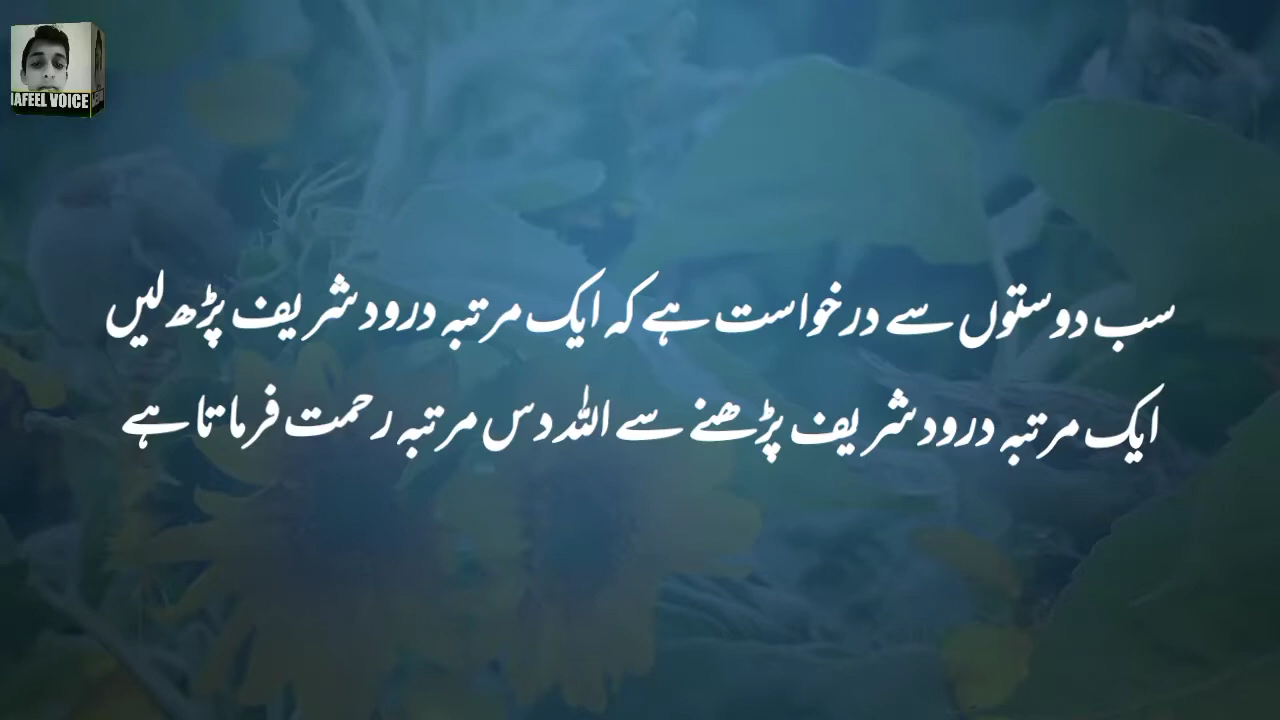 IAFEEL VOICE
سب دوستوں سے درخواست ہے کہ ایک مرتبہ درود شریف پڑھ لیں
ایک مرتبہ درود شریف پڑھنے سے اللہ دس مرتبہ رحمت فرماتا ہے